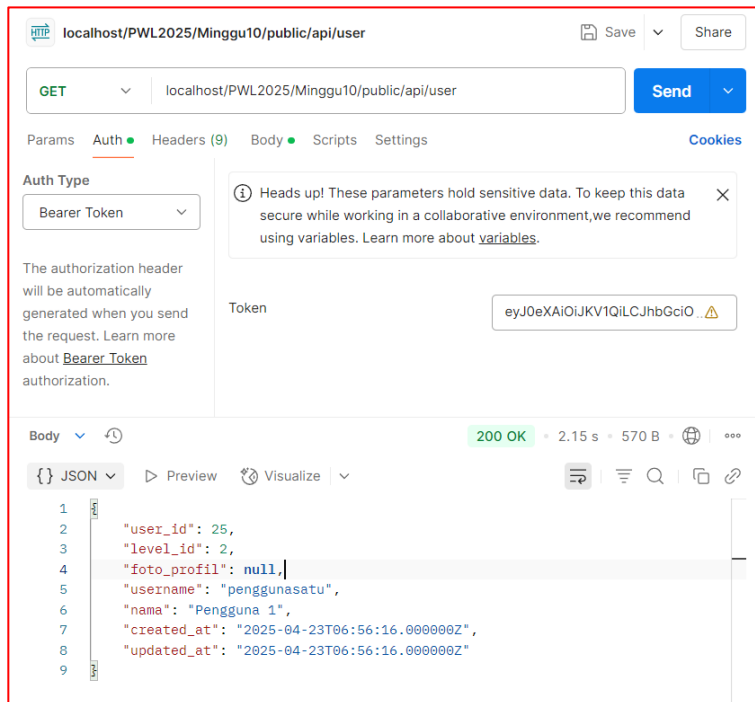 HTTP localhost/PWL2025/Minggu10/public/api/user Save Share
GET localhost/PWL2025/Minggu10/public/api/user Send
Params Auth Headers (9) Body Scripts Settings Cookies
Auth Type
Bearer Token
The authorization header
will be automatically
generated when you send
the request. Learn more
about Bearer Token
authorization.
Heads up! These parameters hold sensitive data. To keep this data
secure while working in a collaborative environment,we recommend
using variables. Learn more about variables.
Token eyJ0eXAiOiJKV1QiLCJhbGciO...
Body 200 OK • 2.15 s • 570 B
{} JSON Preview Visualize
1 {
2 "user_id": 25,
3 "level_id": 2,
4 "foto_profil": null,
5 "username": "penggunasatu",
6 "nama": "Pengguna 1",
7 "created_at": "2025-04-23T06:56:16.000000Z",
8 "updated_at": "2025-04-23T06:56:16.000000Z"
9 }